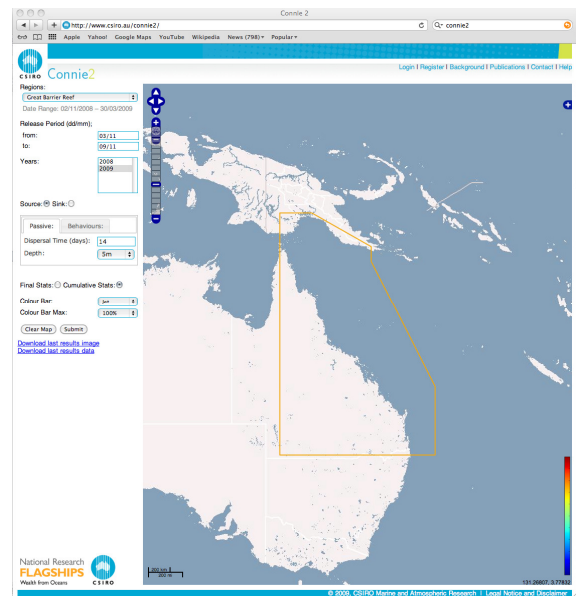 Connie 2
http://www.csiro.au/connie2/
connie2
Apple Yahoo! Google Maps YouTube Wikipedia News (798) Popular
CSIRO
Connie2
Login I Register I Background I Publications I Contact I Help
Regions:
Great Barrier Reef
Date Range: 02/11/2008 – 30/03/2009
Release Period (dd/mm);
from: 03/11
to: 09/11
Years: 2008
2009
Source: Sink:
Passive: Behaviours:
Dispersal Time (days): 14
Depth: 5m
Final Stats: Cumulative Stats:
Colour Bar: Jet
Colour Bar Max: 100%
Clear Map Submit
Download last results image
Download last results data
National Research
FLAGSHIPS
Wealth from Oceans
CSIRO
200 km
200 mi
131.26807, 3.77832
© 2009, CSIRO Marine and Atmospheric Research | Legal Notice and Disclaimer